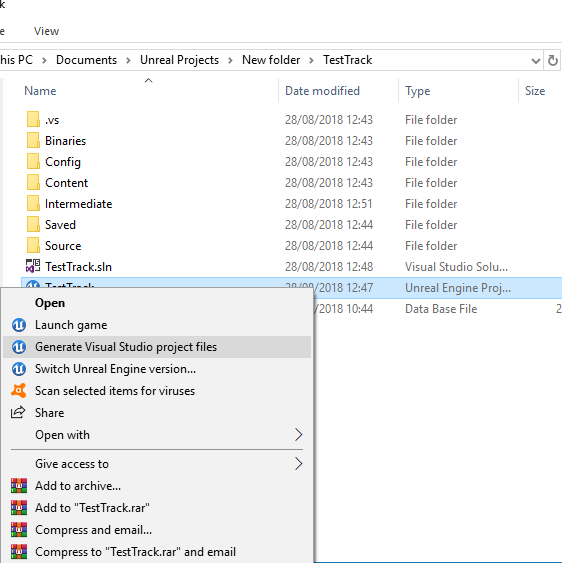 k
e View
his PC > Documents > Unreal Projects > New folder > TestTrack
Name Date modified Type Size
.vs 28/08/2018 12:43 File folder
Binaries 28/08/2018 12:43 File folder
Config 28/08/2018 12:43 File folder
Content 28/08/2018 12:43 File folder
Intermediate 28/08/2018 12:51 File folder
Saved 28/08/2018 12:44 File folder
Source 28/08/2018 12:44 File folder
TestTrack.sln 28/08/2018 12:48 Visual Studio Solu...
TestTrack 28/08/2018 12:47 Unreal Engine Proj...
/08/2018 10:44 Data Base File 2
Open
Launch game
Generate Visual Studio project files
Switch Unreal Engine version...
Scan selected items for viruses
Share
Open with
Give access to
Add to archive...
Add to "TestTrack.rar"
Compress and email...
Compress to "TestTrack.rar" and email